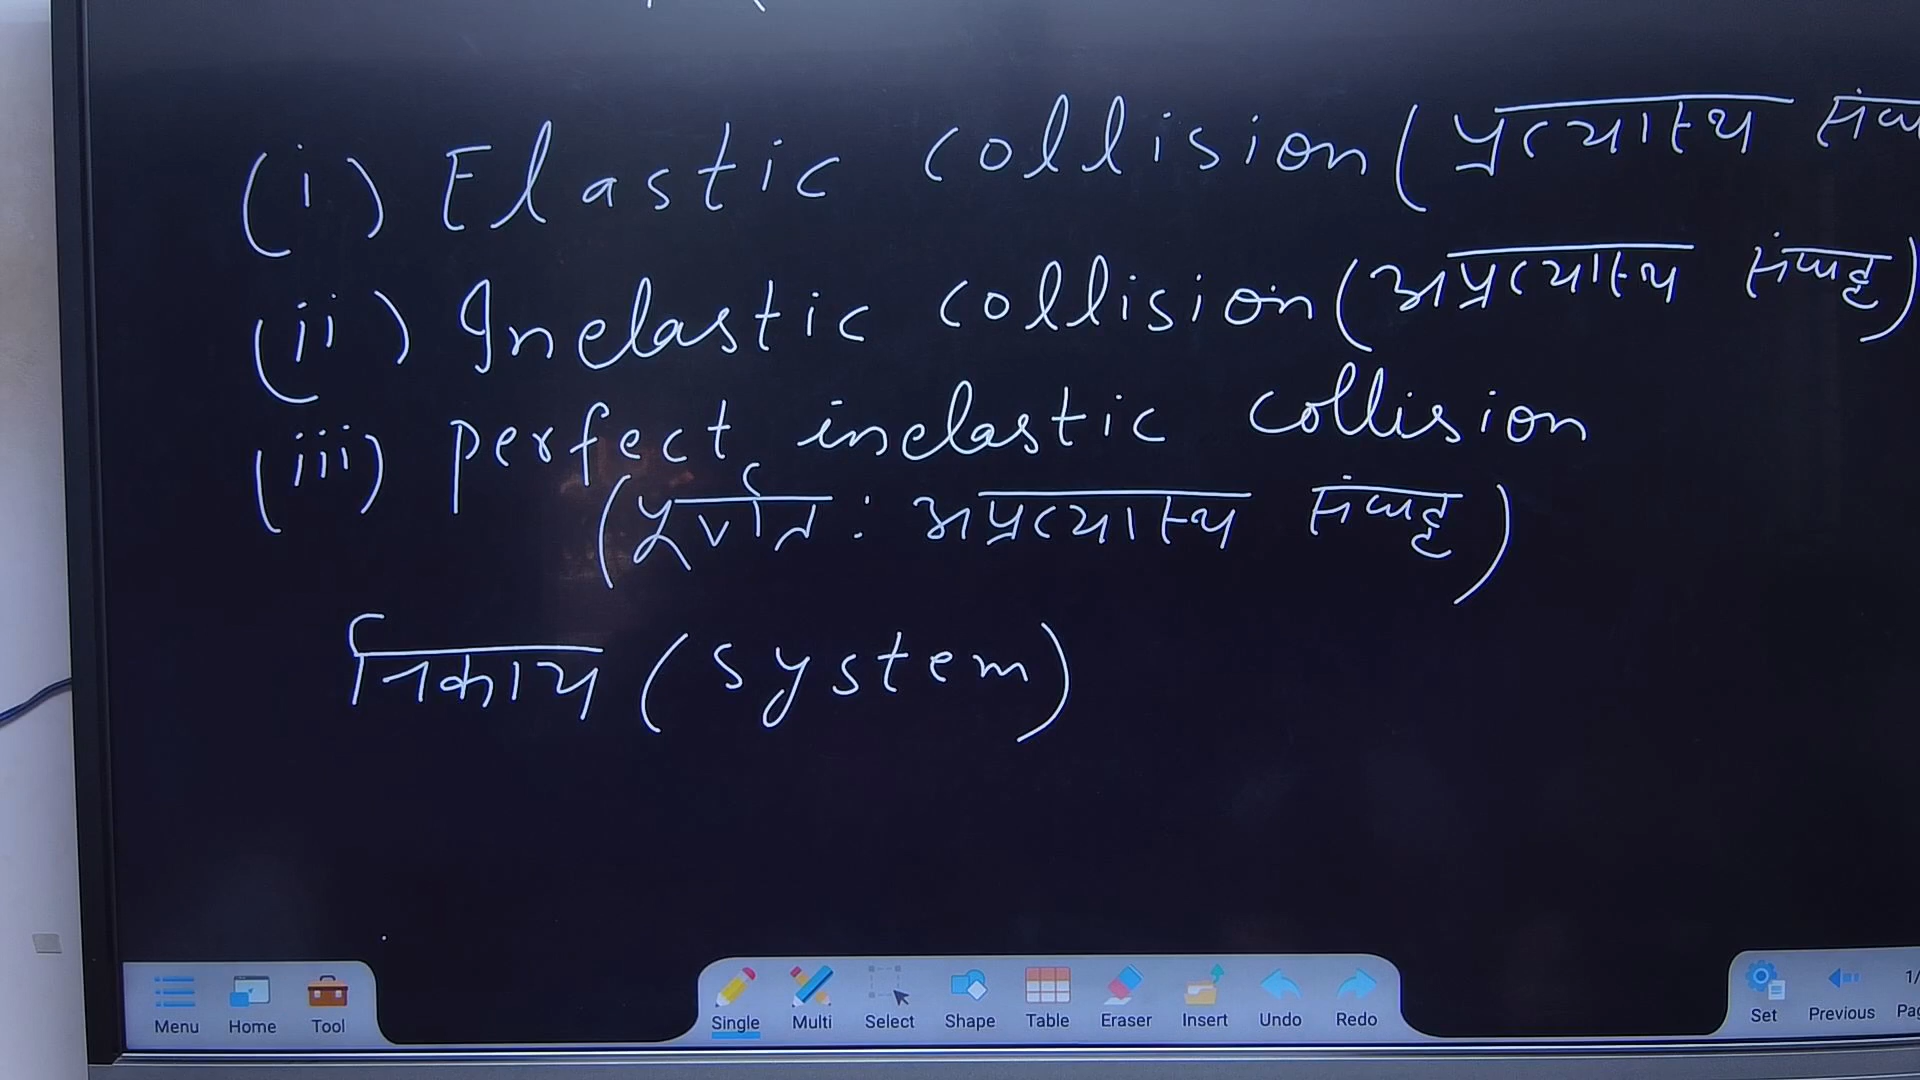 (i) Elastic collision (प्रत्यास्थ
(ii) Inelastic collision (अप्रत्यास्थ संघट्ट)
(iii) perfect inelastic collision
(पूर्णतः अप्रत्यास्थ संघट्ट)
निकाय (system)
Menu Home Tool Single Multi Select Shape Table Eraser Insert Undo Redo Set Previous